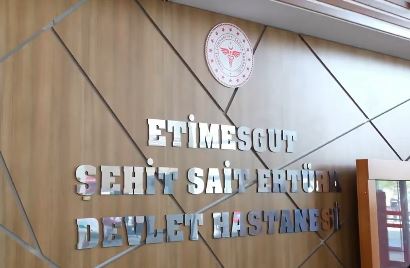 ETİMESGUT
ŞEHİT SAİT ERTÜRK
DEVLET HASTANESİ